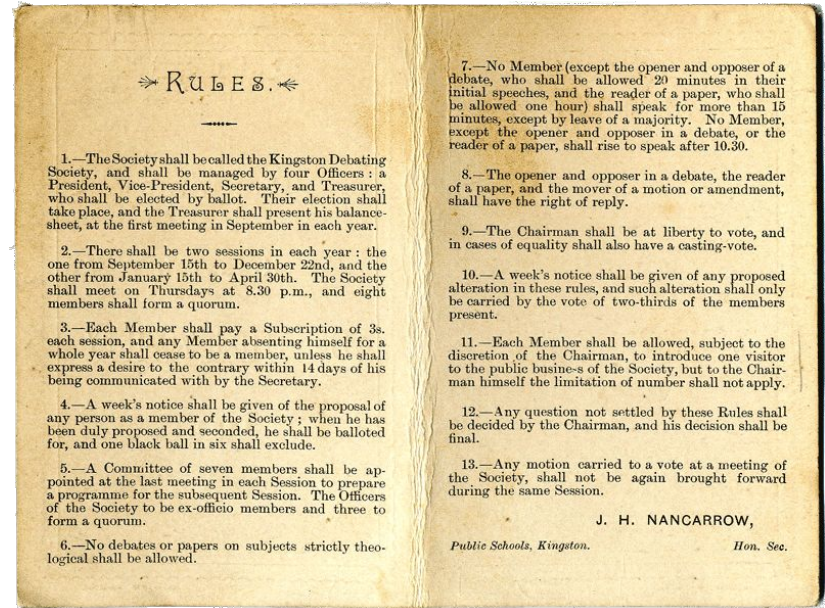 RULES.
1.—The Society shall be called the Kingston Debating
Society, and shall be managed by four Officers : a
President, Vice-President, Secretary, and Treasurer,
who shall be elected by ballot. Their election shall
take place, and the Treasurer shall present his balance-
sheet, at the first meeting in September in each year.
2.—There shall be two sessions in each year : the
one from September 15th to December 22nd, and the
other from January 15th to April 30th. The Society
shall meet on Thursdays at 8.30 p.m., and eight
members shall form a quorum.
3.—Each Member shall pay a Subscription of 3s.
each session, and any Member absenting himself for a
whole year shall cease to be a member, unless he shall
express a desire to the contrary within 14 days of his
being communicated with by the Secretary.
4.—A week's notice shall be given of the proposal of
any person as a member of the Society ; when he has
been duly proposed and seconded, he shall be balloted
for, and one black ball in six shall exclude.
5.—A Committee of seven members shall be ap-
pointed at the last meeting in each Session to prepare
a programme for the subsequent Session. The Officers
of the Society to be ex-officio members and three to
form a quorum.
6.—No debates or papers on subjects strictly theo-
logical shall be allowed.
7.—No Member (except the opener and opposer of a
debate, who shall be allowed 20 minutes in their
initial speeches, and the reader of a paper, who shall
be allowed one hour) shall speak for more than 15
minutes, except by leave of a majority. No Member,
except the opener and opposer in a debate, or the
reader of a paper, shall rise to speak after 10.30.
8.—The opener and opposer in a debate, the reader
of a paper, and the mover of a motion or amendment,
shall have the right of reply.
9.—The Chairman shall be at liberty to vote, and
in cases of equality shall also have a casting-vote.
10.—A week's notice shall be given of any proposed
alteration in these rules, and such alteration shall only
be carried by the vote of two-thirds of the members
present.
11.—Each Member shall be allowed, subject to the
discretion of the Chairman, to introduce one visitor
to the public busine-s of the Society, but to the Chair-
man himself the limitation of number shall not apply.
12.—Any question not settled by these Rules shall
be decided by the Chairman, and his decision shall be
final.
13.—Any motion carried to a vote at a meeting of
the Society, shall not be again brought forward
during the same Session.
J. H. NANCARROW,
Public Schools, Kingston. Hon. Sec.